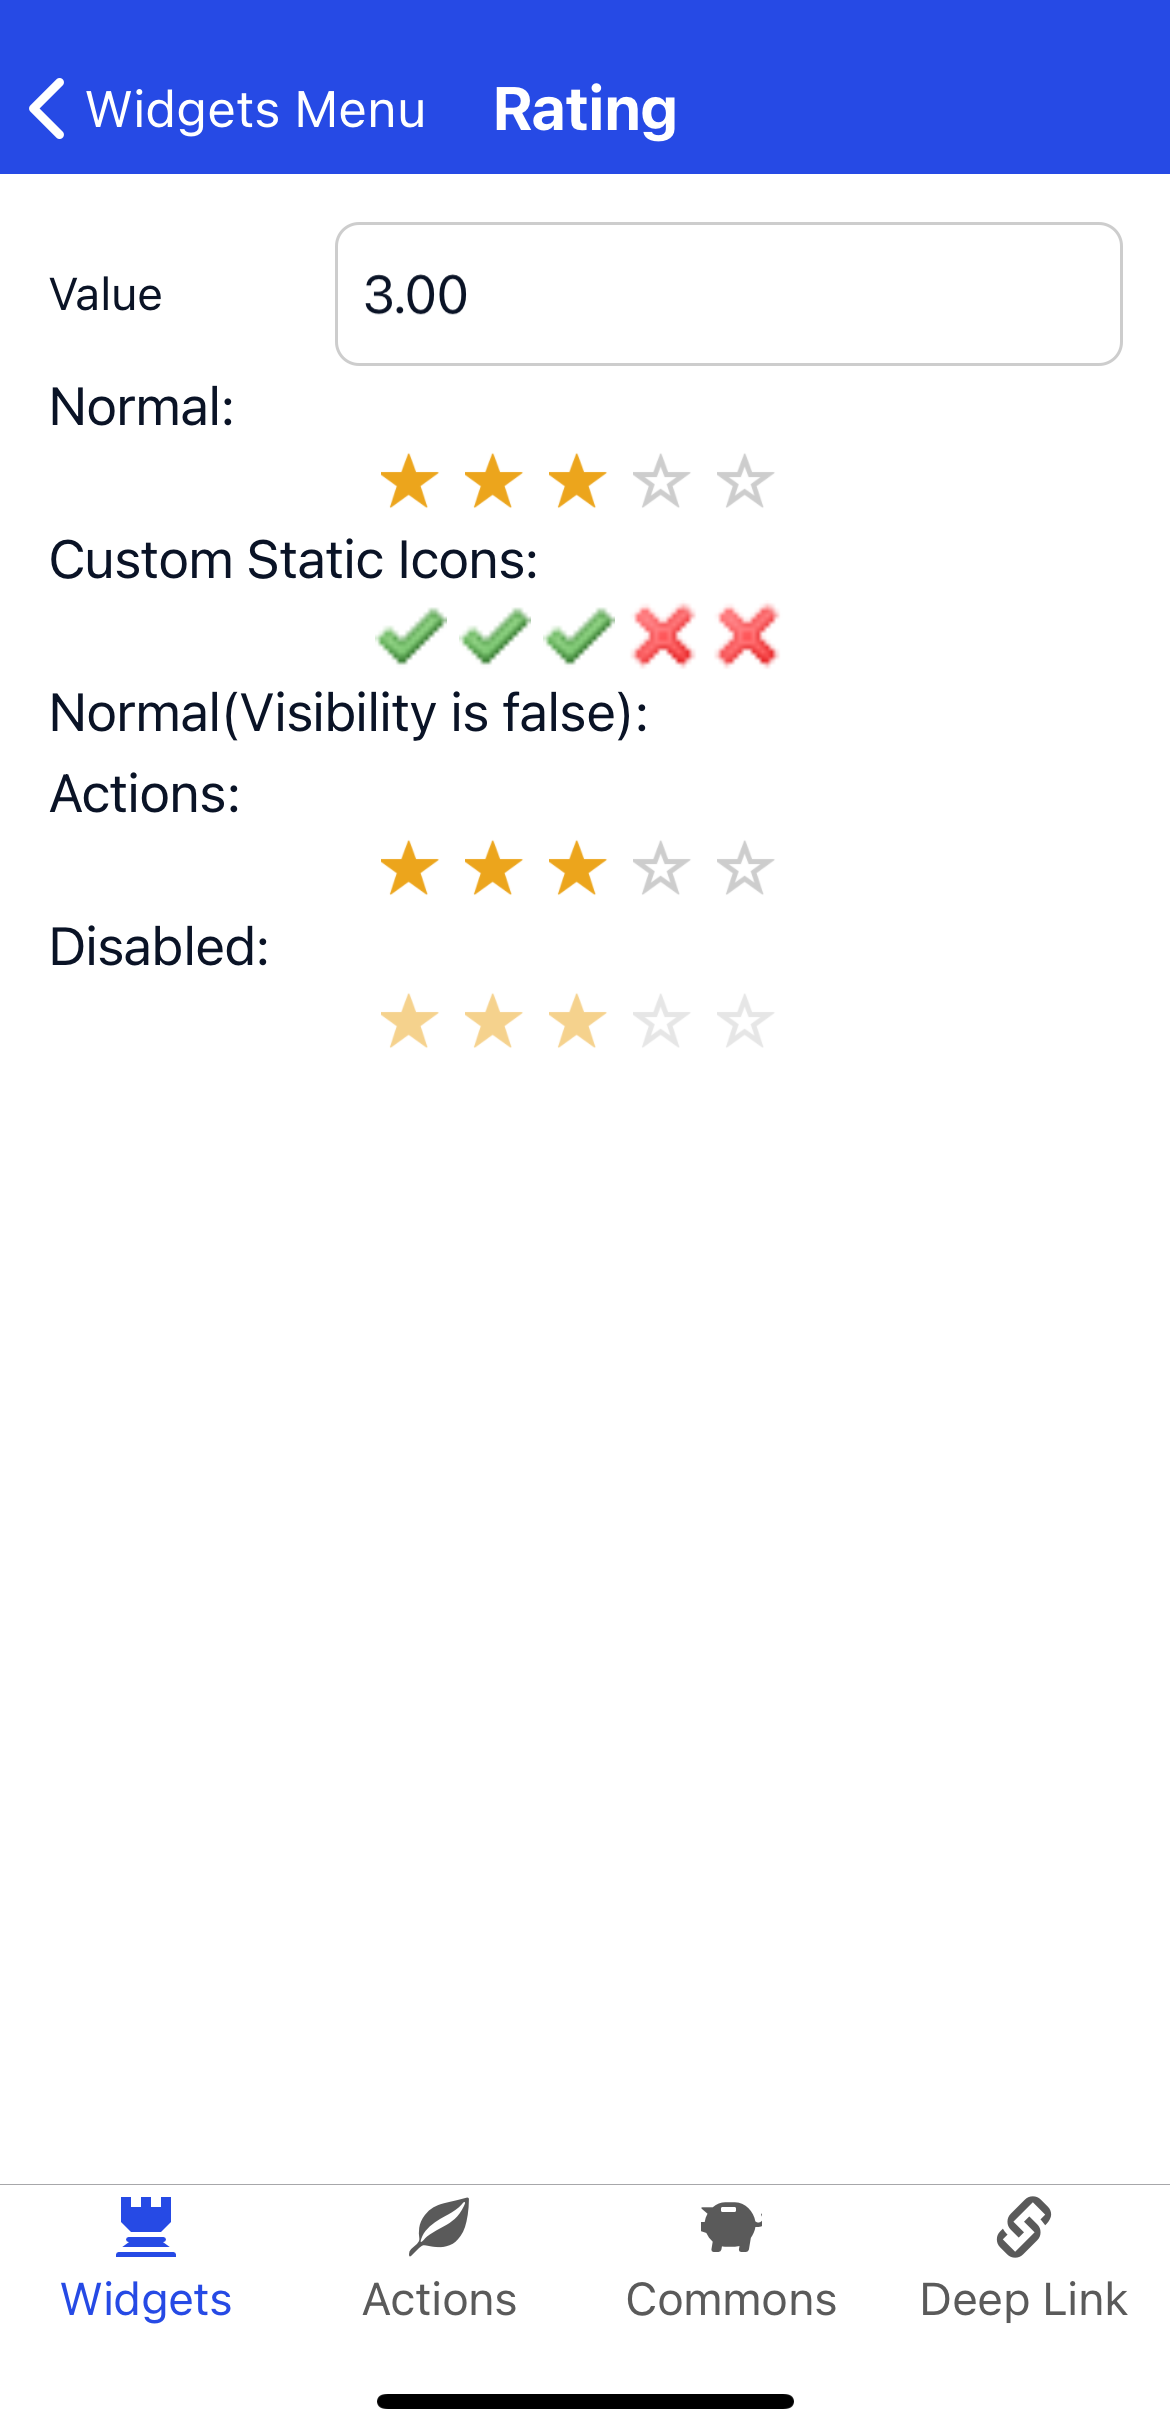 Widgets Menu Rating
Value 3.00
Normal:
Custom Static Icons:
Normal(Visibility is false):
Actions:
Disabled:
Widgets Actions Commons Deep Link